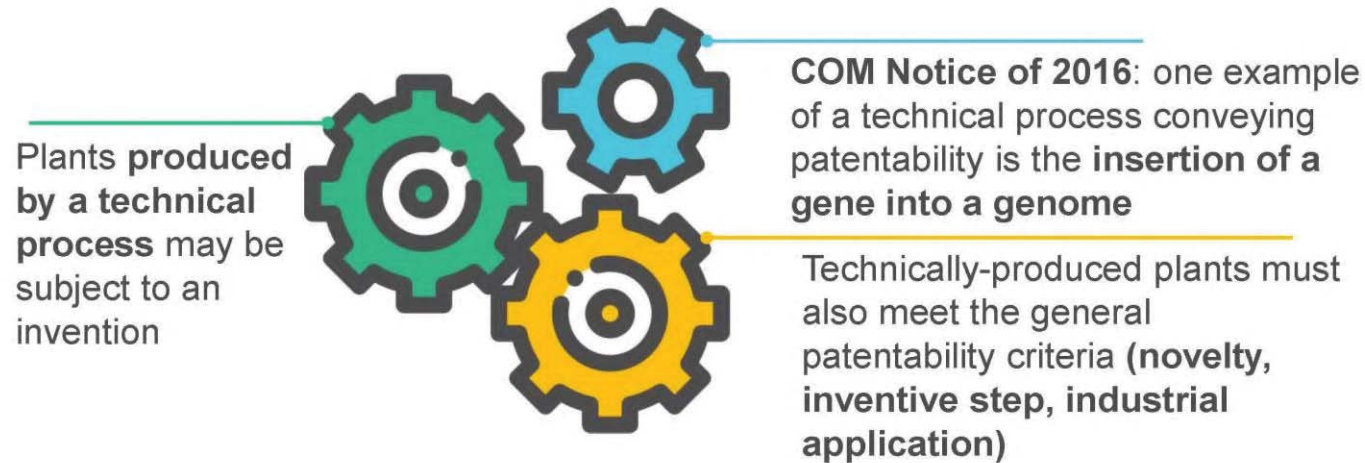 Plants produced
by a technical
process may be
subject to an
invention
COM Notice of 2016: one example
of a technical process conveying
patentability is the insertion of a
gene into a genome
Technically-produced plants must
also meet the general
patentability criteria (novelty,
inventive step, industrial
application)